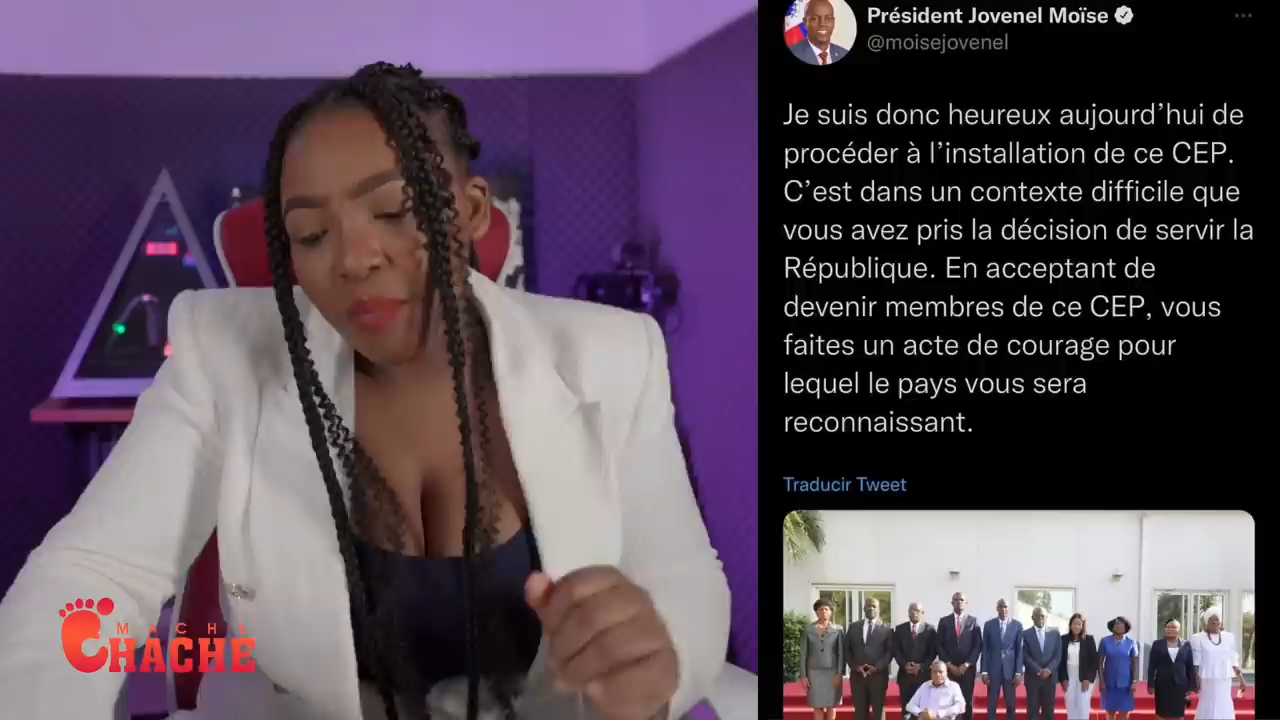 Président Jovenel Moïse
@moisejovenel
Je suis donc heureux aujourd’hui de
procéder à l’installation de ce CEP.
C’est dans un contexte difficile que
vous avez pris la décision de servir la
République. En acceptant de
devenir membres de ce CEP, vous
faites un acte de courage pour
lequel le pays vous sera
reconnaissant.
Traducir Tweet
MACHE
CHACHE